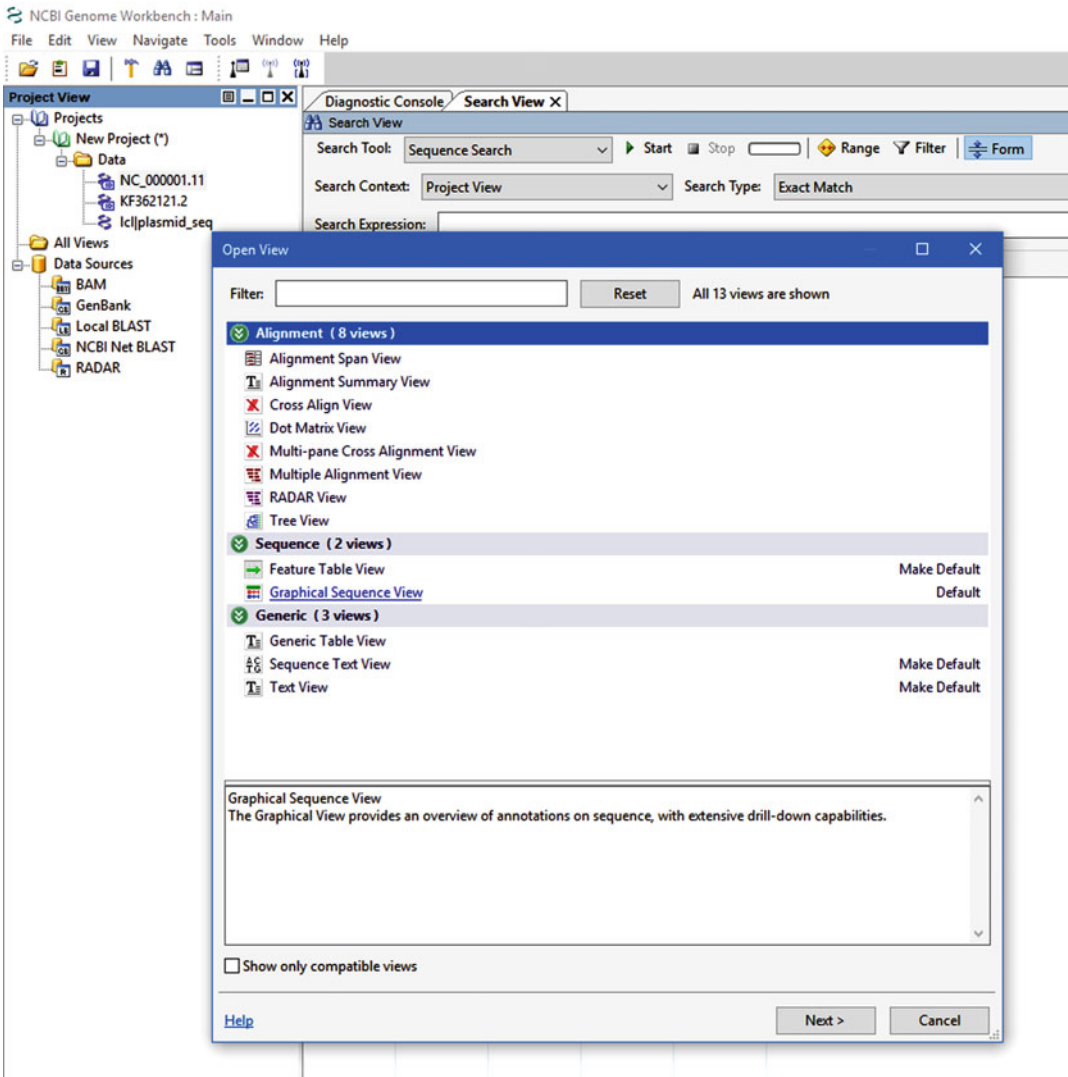 NCBI Genome Workbench : Main
File Edit View Navigate Tools Window Help
Project View
Projects
New Project (*)
Data
NC_000001.11
KF362121.2
lcl|plasmid_seq
All Views
Data Sources
BAM
GenBank
Local BLAST
NCBI Net BLAST
RADAR
Diagnostic Console Search View X
Search View
Search Tool: Sequence Search Start Stop Range Filter Form
Search Context: Project View Search Type: Exact Match
Search Expression:
Open View
Filter: Reset All 13 views are shown
Alignment ( 8 views )
Alignment Span View
Alignment Summary View
Cross Align View
Dot Matrix View
Multi-pane Cross Alignment View
Multiple Alignment View
RADAR View
Tree View
Sequence ( 2 views )
Feature Table View Make Default
Graphical Sequence View Default
Generic ( 3 views )
Generic Table View
Sequence Text View Make Default
Text View Make Default
Graphical Sequence View
The Graphical View provides an overview of annotations on sequence, with extensive drill-down capabilities.
Show only compatible views
Help Next > Cancel